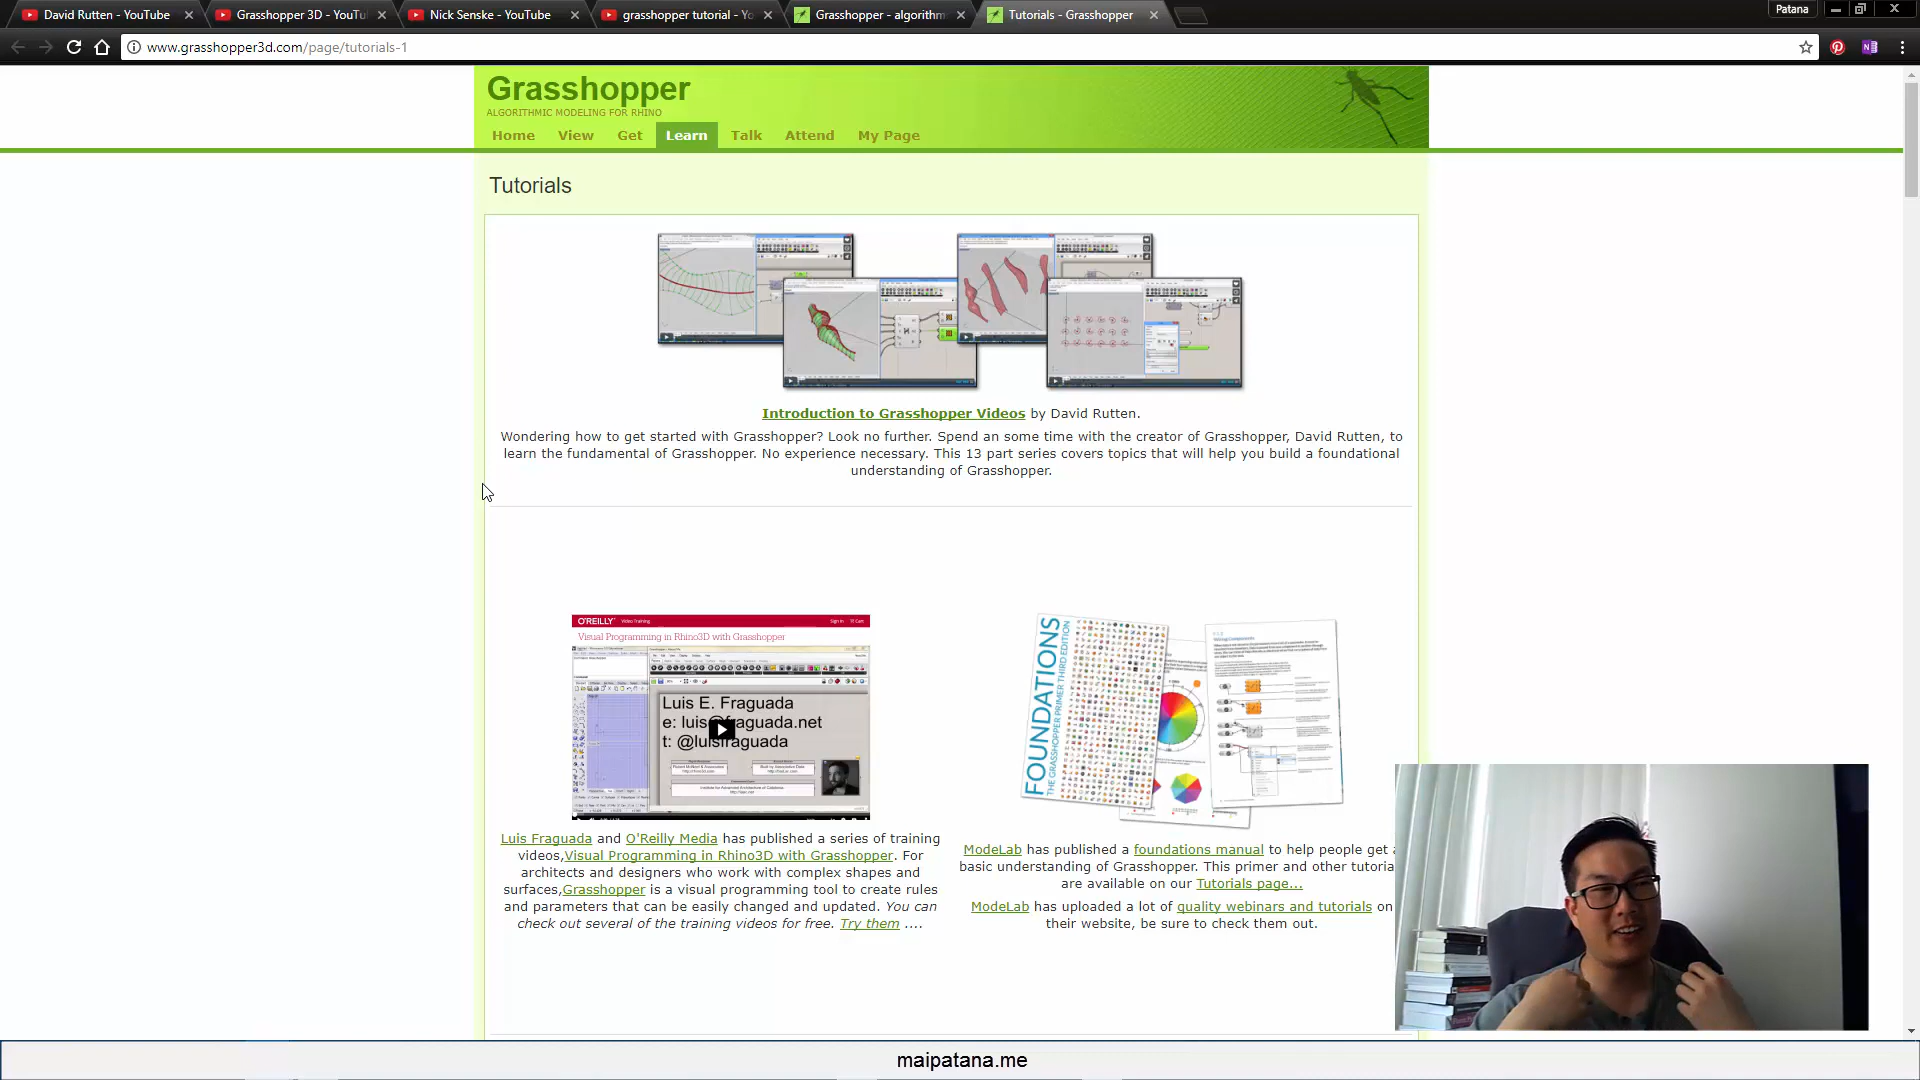 David Rutten - YouTube
Grasshopper 3D - YouTu
Nick Senske - YouTube
grasshopper tutorial - Yo
Grasshopper - algorithm
Tutorials - Grasshopper
Patana
www.grasshopper3d.com/page/tutorials-1
Grasshopper
ALGORITHMIC MODELING FOR RHINO
Home View Get Learn Talk Attend My Page
Tutorials
Introduction to Grasshopper Videos by David Rutten.
Wondering how to get started with Grasshopper? Look no further. Spend an some time with the creator of Grasshopper, David Rutten, to
learn the fundamental of Grasshopper. No experience necessary. This 13 part series covers topics that will help you build a foundational
understanding of Grasshopper.
O'REILLY Video Training Sign In
Visual Programming in Rhino3D with Grasshopper
Luis E. Fraguada
e: luis@fraguada.net
t: @luisfraguada
FOUNDATIONS
THE GRASSHOPPER PRIMER THIRD EDITION
Luis Fraguada and O'Reilly Media has published a series of training
videos,Visual Programming in Rhino3D with Grasshopper. For
architects and designers who work with complex shapes and
surfaces,Grasshopper is a visual programming tool to create rules
and parameters that can be easily changed and updated. You can
check out several of the training videos for free. Try them ....
ModeLab has published a foundations manual to help people get a
basic understanding of Grasshopper. This primer and other tutoria
are available on our Tutorials page...
ModeLab has uploaded a lot of quality webinars and tutorials on
their website, be sure to check them out.
maipatana.me